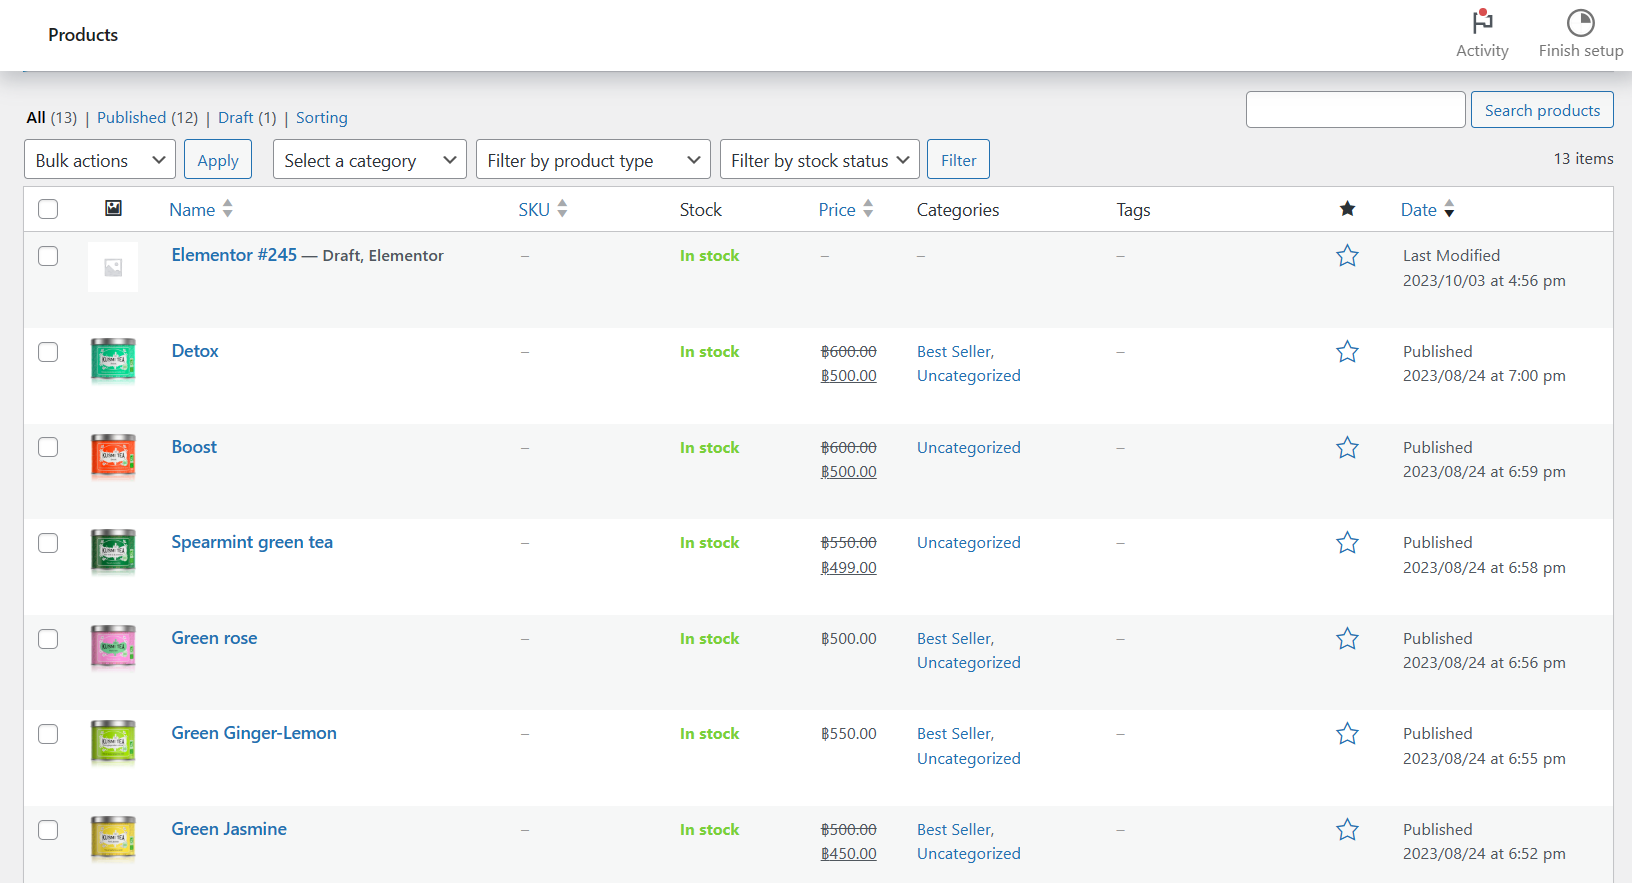 Products
Activity
Finish setup
All (13) | Published (12) | Draft (1) | Sorting
Search products
Bulk actions Apply Select a category Filter by product type Filter by stock status Filter 13 items
Name SKU Stock Price Categories Tags Date
Elementor #245 — Draft, Elementor – In stock – – – Last Modified
2023/10/03 at 4:56 pm
Detox – In stock ฿600.00 Best Seller, – Published
฿500.00 Uncategorized 2023/08/24 at 7:00 pm
Boost – In stock ฿600.00 Uncategorized – Published
฿500.00 2023/08/24 at 6:59 pm
Spearmint green tea – In stock ฿550.00 Uncategorized – Published
฿499.00 2023/08/24 at 6:58 pm
Green rose – In stock ฿500.00 Best Seller, – Published
Uncategorized 2023/08/24 at 6:56 pm
Green Ginger-Lemon – In stock ฿550.00 Best Seller, – Published
Uncategorized 2023/08/24 at 6:55 pm
Green Jasmine – In stock ฿500.00 Best Seller, – Published
฿450.00 Uncategorized 2023/08/24 at 6:52 pm